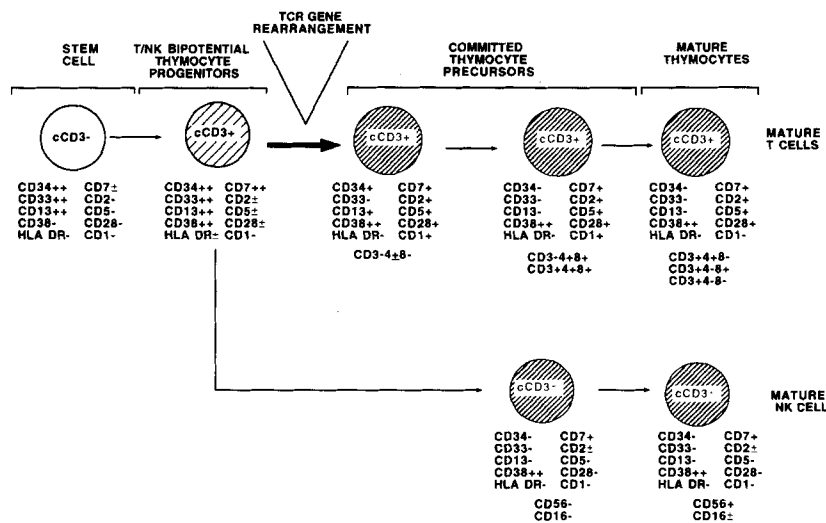 TCR GENE
REARRANGEMENT
STEM
CELL
T/NK BIPOTENTIAL
THYMOCYTE
PROGENITORS
COMMITTED
THYMOCYTE
PRECURSORS
MATURE
THYMOCYTES
cCD3-
cCD3+
cCD3+
cCD3+
cCD3+
MATURE
T CELLS
CD34++ CD7±
CD33++ CD2-
CD13++ CD5-
CD38- CD28-
HLA DR- CD1-
CD34++ CD7++
CD33++ CD2±
CD13++ CD5±
CD38++ CD28±
HLA DR± CD1-
CD34+ CD7+
CD33- CD2+
CD13+ CD5+
CD38++ CD28+
HLA DR- CD1+
CD3-4±8-
CD34- CD7+
CD33- CD2+
CD13- CD5+
CD38++ CD28+
HLA DR- CD1+
CD3-4+8+
CD3+4+8+
CD34- CD7+
CD33- CD2+
CD13- CD5+
CD38++ CD28+
HLA DR- CD1-
CD3+4+8-
CD3+4-8+
CD3+4-8-
cCD3-
cCD3-
MATURE
NK CELL
CD34- CD7+
CD33- CD2±
CD13- CD5-
CD38++ CD28-
HLA DR- CD1-
CD56-
CD16-
CD34- CD7+
CD33- CD2±
CD13- CD5-
CD38++ CD28-
HLA DR- CD1-
CD56+
CD16±